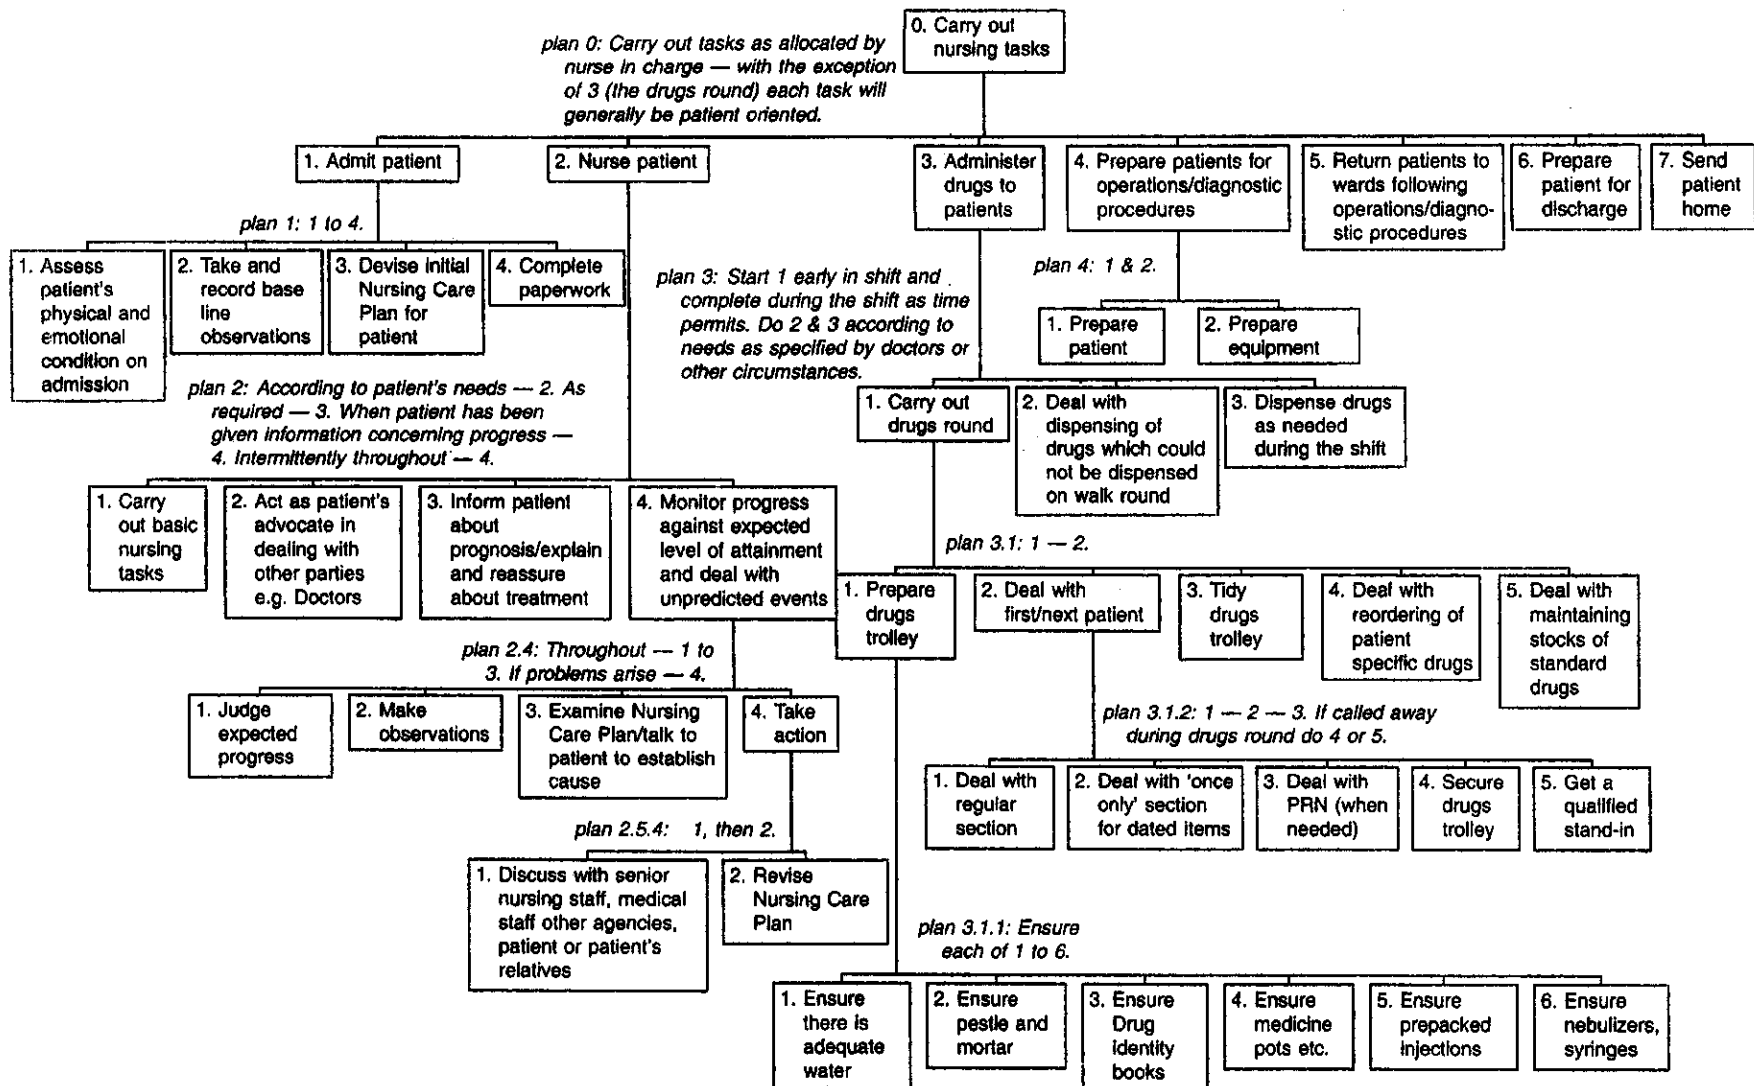 0. Carry out
nursing tasks
plan 0: Carry out tasks as allocated by
nurse in charge — with the exception
of 3 (the drugs round) each task will
generally be patient oriented.
1. Admit patient
2. Nurse patient
3. Administer
drugs to
patients
4. Prepare patients for
operations/diagnostic
procedures
5. Return patients to
wards following
operations/diagno-
stic procedures
6. Prepare
patient for
discharge
7. Send
patient
home
plan 1: 1 to 4.
1. Assess
patient's
physical and
emotional
condition on
admission
2. Take and
record base
line
observations
3. Devise initial
Nursing Care
Plan for
patient
4. Complete
paperwork
plan 3: Start 1 early in shift and
complete during the shift as time
permits. Do 2 & 3 according to
needs as specified by doctors or
other circumstances.
plan 4: 1 & 2.
1. Prepare
patient
2. Prepare
equipment
plan 2: According to patient's needs — 2. As
required — 3. When patient has been
given information concerning progress —
4. Intermittently throughout — 4.
1. Carry out
drugs round
2. Deal with
dispensing of
drugs which could
not be dispensed
on walk round
3. Dispense drugs
as needed
during the shift
1. Carry
out basic
nursing
tasks
2. Act as patient's
advocate in
dealing with
other parties
e.g. Doctors
3. Inform patient
about
prognosis/explain
and reassure
about treatment
4. Monitor progress
against expected
level of attainment
and deal with
unpredicted events
plan 3.1: 1 — 2.
1. Prepare
drugs
trolley
2. Deal with
first/next patient
3. Tidy
drugs
trolley
4. Deal with
reordering of
patient
specific drugs
5. Deal with
maintaining
stocks of
standard
drugs
plan 2.4: Throughout — 1 to
3. If problems arise — 4.
1. Judge
expected
progress
2. Make
observations
3. Examine Nursing
Care Plan/talk to
patient to establish
cause
4. Take
action
plan 3.1.2: 1 — 2 — 3. If called away
during drugs round do 4 or 5.
1. Deal with
regular
section
2. Deal with 'once
only' section
for dated items
3. Deal with
PRN (when
needed)
4. Secure
drugs
trolley
5. Get a
qualified
stand-in
plan 2.5.4: 1, then 2.
1. Discuss with senior
nursing staff, medical
staff other agencies,
patient or patient's
relatives
2. Revise
Nursing Care
Plan
plan 3.1.1: Ensure
each of 1 to 6.
1. Ensure
there is
adequate
water
2. Ensure
pestle and
mortar
3. Ensure
Drug
identity
books
4. Ensure
medicine
pots etc.
5. Ensure
prepacked
injections
6. Ensure
nebulizers,
syringes